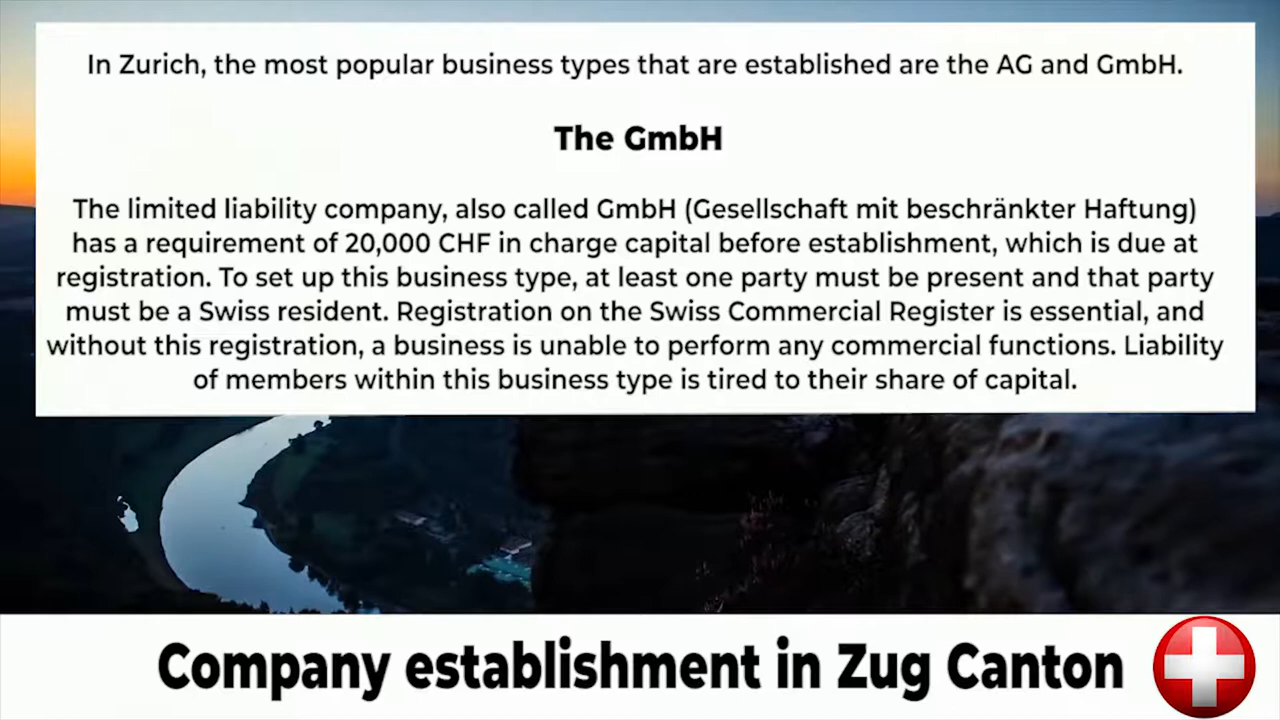 In Zurich, the most popular business types that are established are the AG and GmbH.
The GmbH
The limited liability company, also called GmbH (Gesellschaft mit beschränkter Haftung)
has a requirement of 20,000 CHF in charge capital before establishment, which is due at
registration. To set up this business type, at least one party must be present and that party
must be a Swiss resident. Registration on the Swiss Commercial Register is essential, and
without this registration, a business is unable to perform any commercial functions. Liability
of members within this business type is tired to their share of capital.
Company establishment in Zug Canton